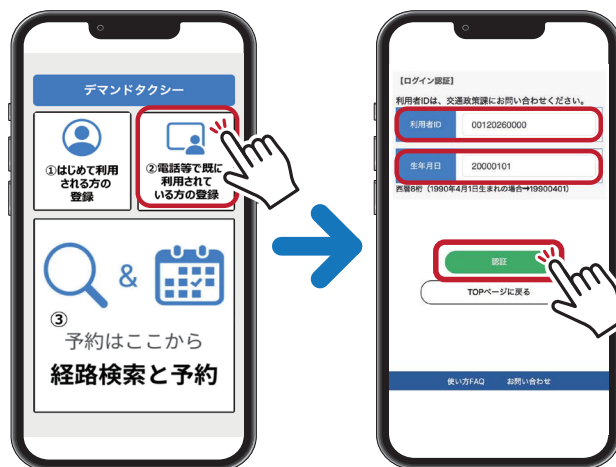 デマンドタクシー
①はじめて利用
される方の
登録
②電話等で既に
利用されて
いる方の登録
&
③
予約はここから
経路検索と予約
【ログイン認証】
利用者IDは、交通政策課にお問い合わせください。
利用者ID 00120260000
生年月日 20000101
西暦8桁(1990年4月1日生まれの場合→19900401)
認証
TOPページに戻る
使い方FAQ お問い合わせ